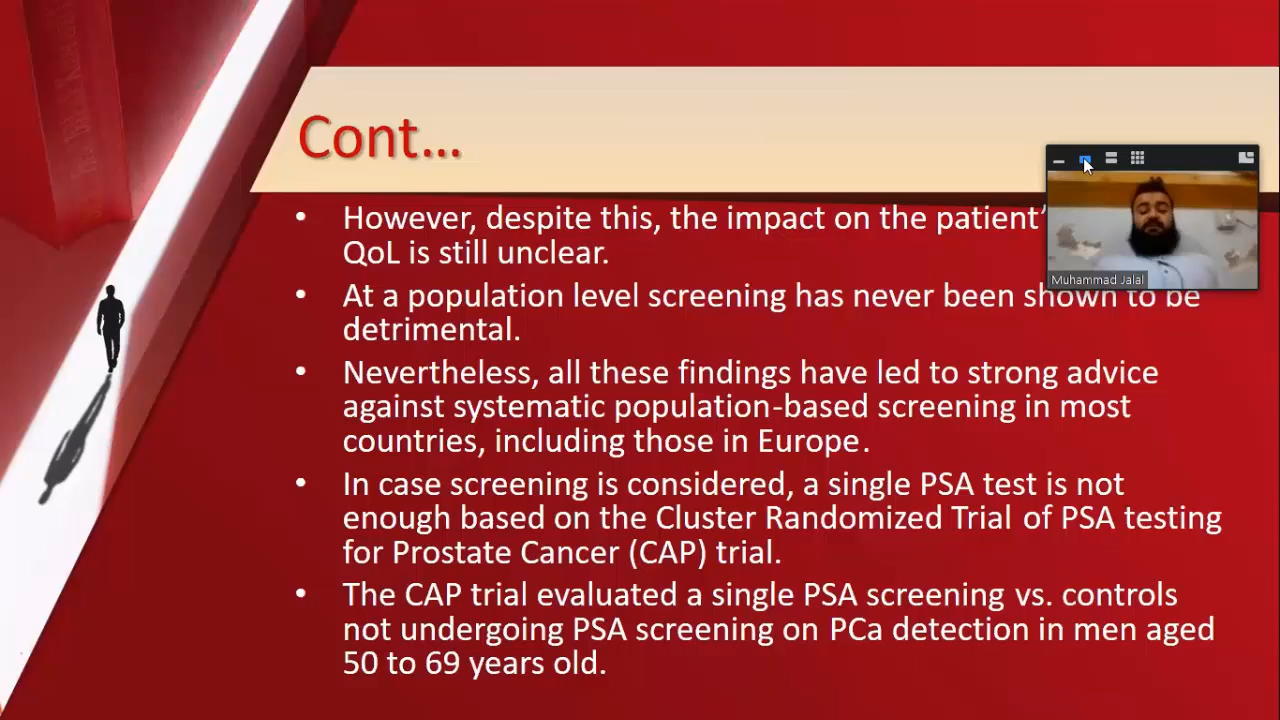 Cont...
• However, despite this, the impact on the patient'
QoL is still unclear.
• At a population level screening has never been shown to be
detrimental.
• Nevertheless, all these findings have led to strong advice
against systematic population-based screening in most
countries, including those in Europe.
• In case screening is considered, a single PSA test is not
enough based on the Cluster Randomized Trial of PSA testing
for Prostate Cancer (CAP) trial.
• The CAP trial evaluated a single PSA screening vs. controls
not undergoing PSA screening on PCa detection in men aged
50 to 69 years old.
Muhammad Jalal